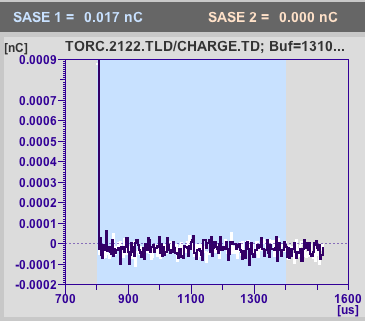 SASE 1 = 0.017 nC SASE 2 = 0.000 nC
[nC] TORC.2122.TLD/CHARGE.TD; Buf=1310...
0.0009
0.0007
0.0006
0.0005
0.0004
0.0003
0.0002
0.0001
0
-0.0001
-0.0002
700 900 1100 1300 1600
[us]